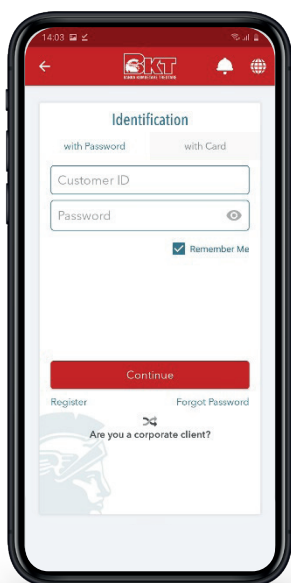 14:03
BKT
BANKA KOMBETARE TREGTARE
Identification
with Password
with Card
Customer ID
Password
Remember Me
Continue
Register
Forgot Password
Are you a corporate client?